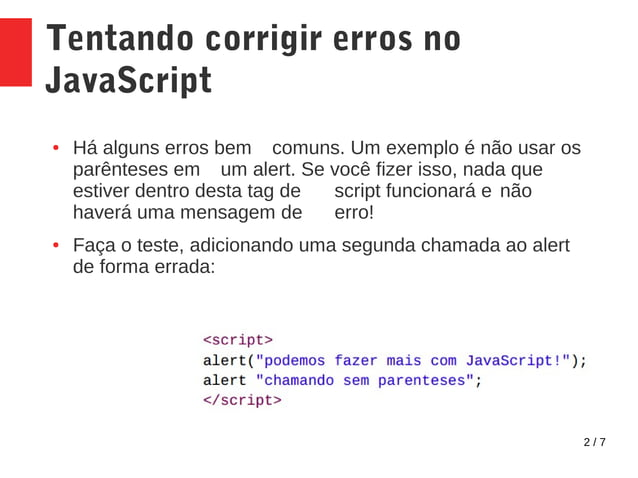 Tentando corrigir erros no
JavaScript
• Há alguns erros bem comuns. Um exemplo é não usar os
parênteses em um alert. Se você fizer isso, nada que
estiver dentro desta tag de script funcionará e não
haverá uma mensagem de erro!
• Faça o teste, adicionando uma segunda chamada ao alert
de forma errada:
<script>
alert("podemos fazer mais com JavaScript!");
alert "chamando sem parenteses";
</script>
2 / 7